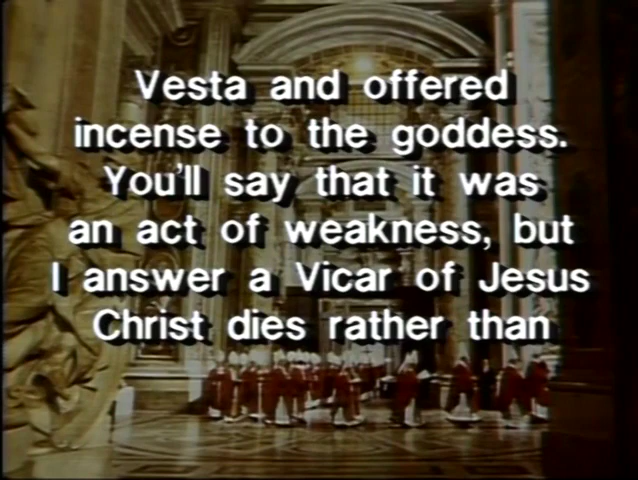 Vesta and offered
incense to the goddess.
You'll say that it was
an act of weakness, but
I answer a Vicar of Jesus
Christ dies rather than